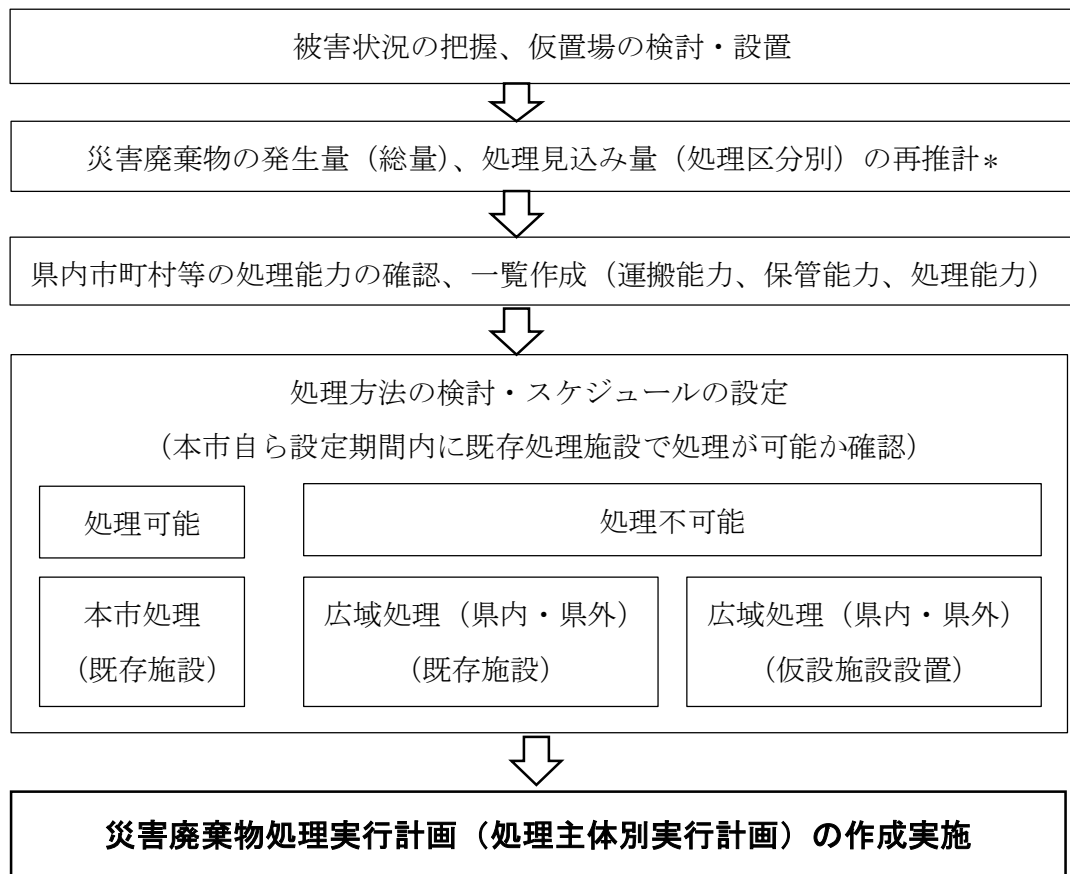 被害状況の把握、仮置場の検討・設置
災害廃棄物の発生量（総量）、処理見込み量（処理区分別）の再推計＊
県内市町村等の処理能力の確認、一覧作成（運搬能力、保管能力、処理能力）
処理方法の検討・スケジュールの設定
（本市自ら設定期間内に既存処理施設で処理が可能か確認）
処理可能
処理不可能
本市処理
（既存施設）
広域処理（県内・県外）
（既存施設）
広域処理（県内・県外）
（仮設施設設置）
災害廃棄物処理実行計画（処理主体別実行計画）の作成実施